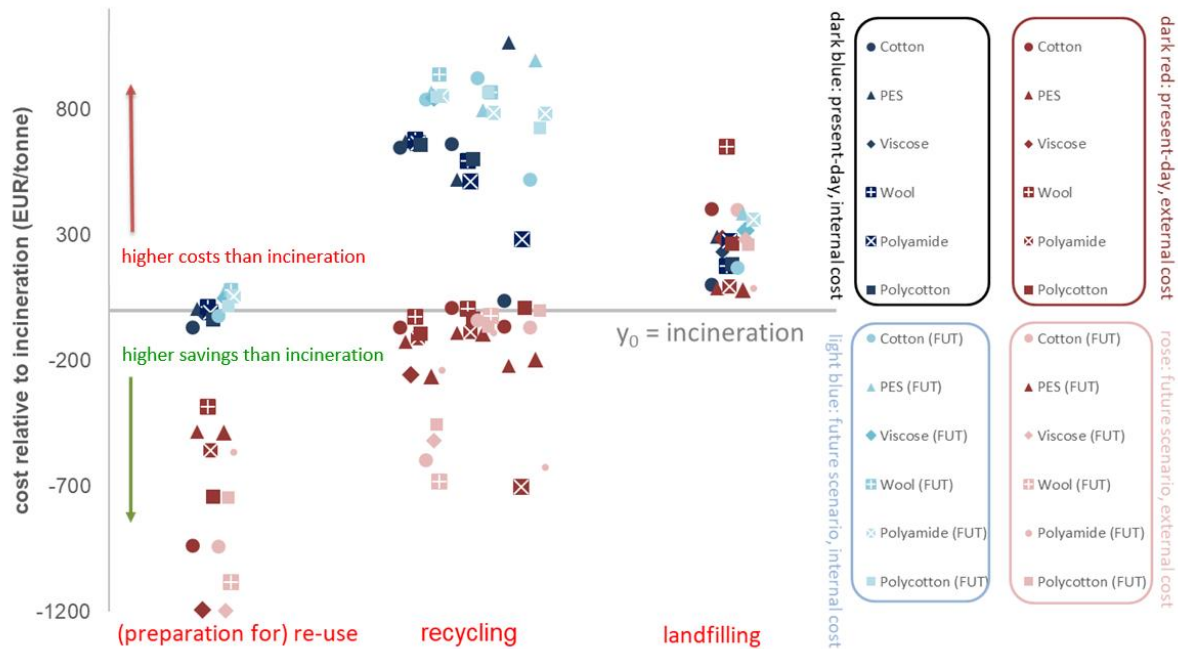 cost relative to incineration (EUR/tonne)
800
300
-200
-700
-1200
higher costs than incineration
higher savings than incineration
y0 = incineration
(preparation for) re-use
recycling
landfilling
dark blue: present-day, internal cost
Cotton
PES
Viscose
Wool
Polyamide
Polycotton
dark red: present-day, external cost
Cotton
PES
Viscose
Wool
Polyamide
Polycotton
light blue: future scenario, internal cost
Cotton (FUT)
PES (FUT)
Viscose (FUT)
Wool (FUT)
Polyamide (FUT)
Polycotton (FUT)
rose: future scenario, external cost
Cotton (FUT)
PES (FUT)
Viscose (FUT)
Wool (FUT)
Polyamide (FUT)
Polycotton (FUT)